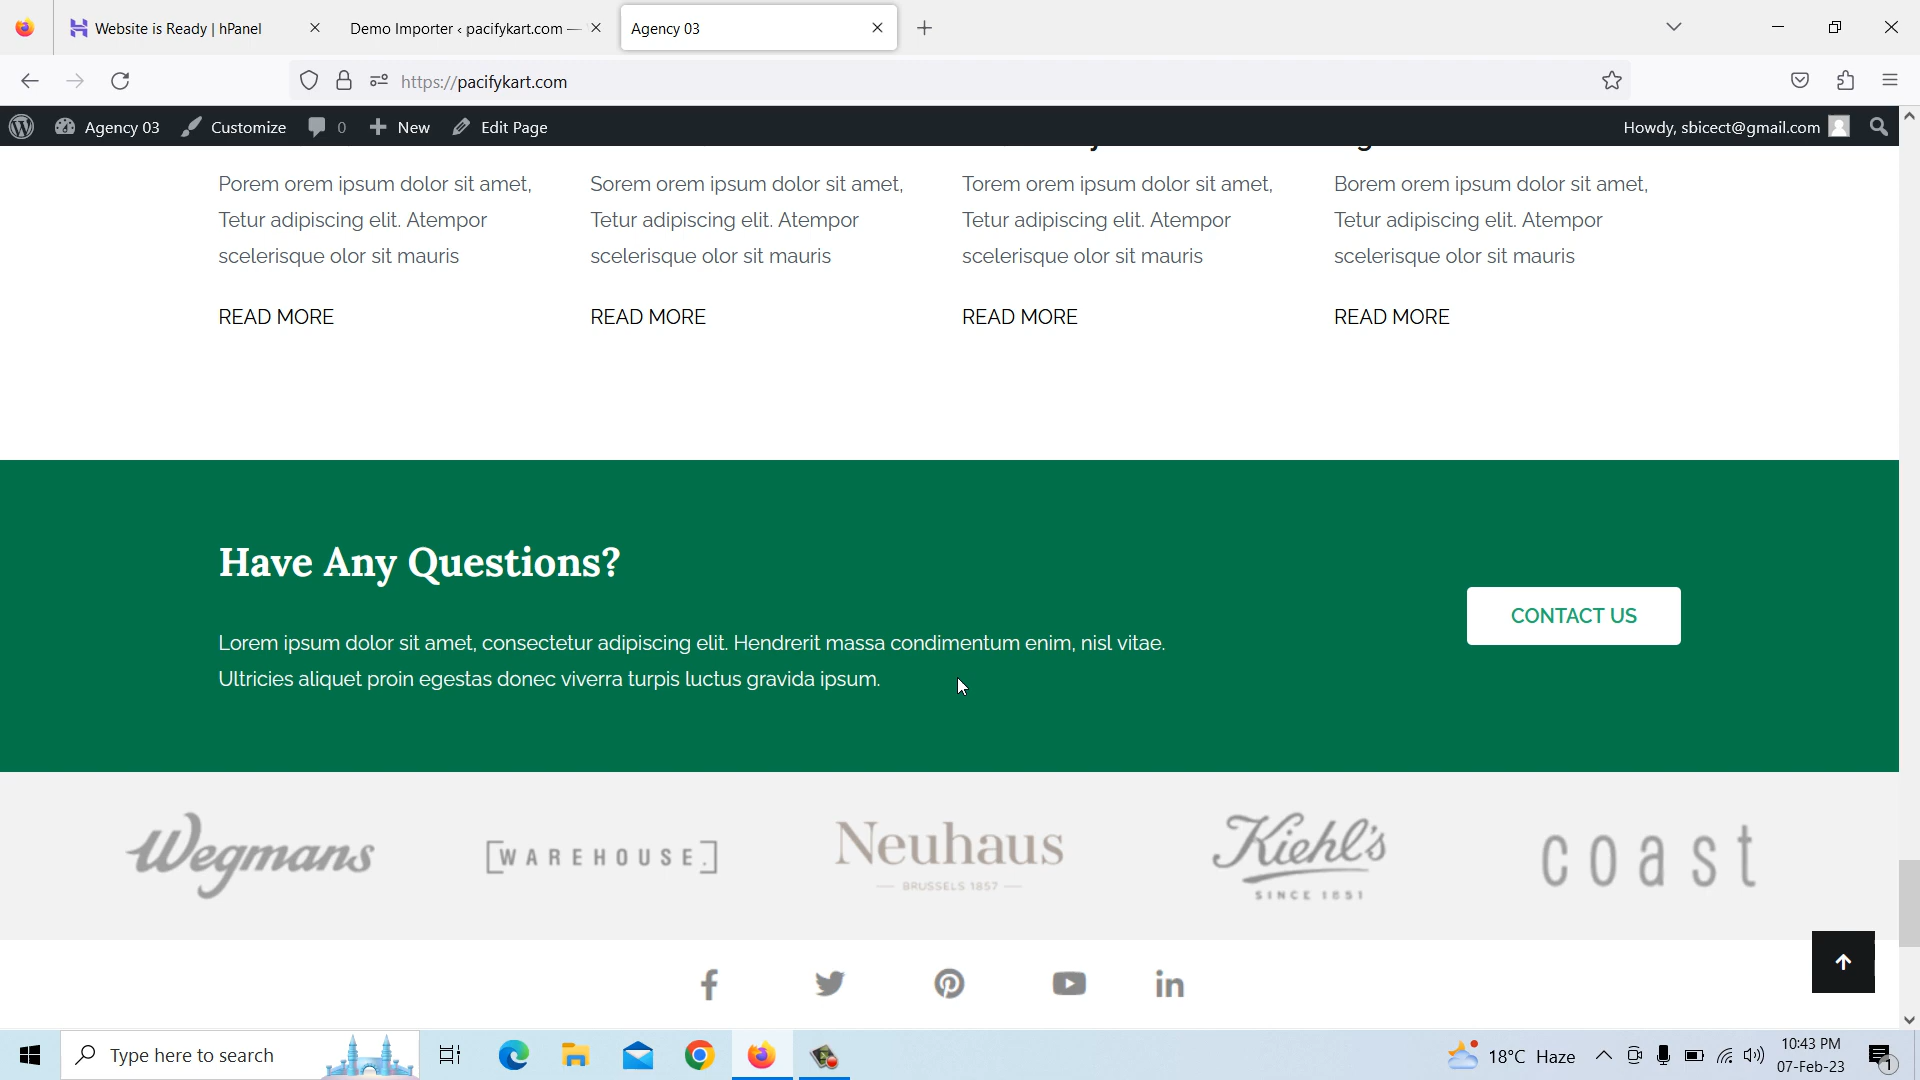 Website is Ready | hPanel
Demo Importer ‹ pacifykart.com —
Agency 03
https://pacifykart.com
Agency 03
Customize
0
New
Edit Page
Howdy, sbicect@gmail.com
Porem orem ipsum dolor sit amet,
Tetur adipiscing elit. Atempor
scelerisque olor sit mauris
READ MORE
Sorem orem ipsum dolor sit amet,
Tetur adipiscing elit. Atempor
scelerisque olor sit mauris
READ MORE
Torem orem ipsum dolor sit amet,
Tetur adipiscing elit. Atempor
scelerisque olor sit mauris
READ MORE
Borem orem ipsum dolor sit amet,
Tetur adipiscing elit. Atempor
scelerisque olor sit mauris
READ MORE
Have Any Questions?
Lorem ipsum dolor sit amet, consectetur adipiscing elit. Hendrerit massa condimentum enim, nisl vitae.
Ultricies aliquet proin egestas donec viverra turpis luctus gravida ipsum.
CONTACT US
Wegmans
[WAREHOUSE.]
Neuhaus
BRUSSELS 1857
Kiehl's
SINCE 1851
coast
Type here to search
18°C Haze
10:43 PM
07-Feb-23
1